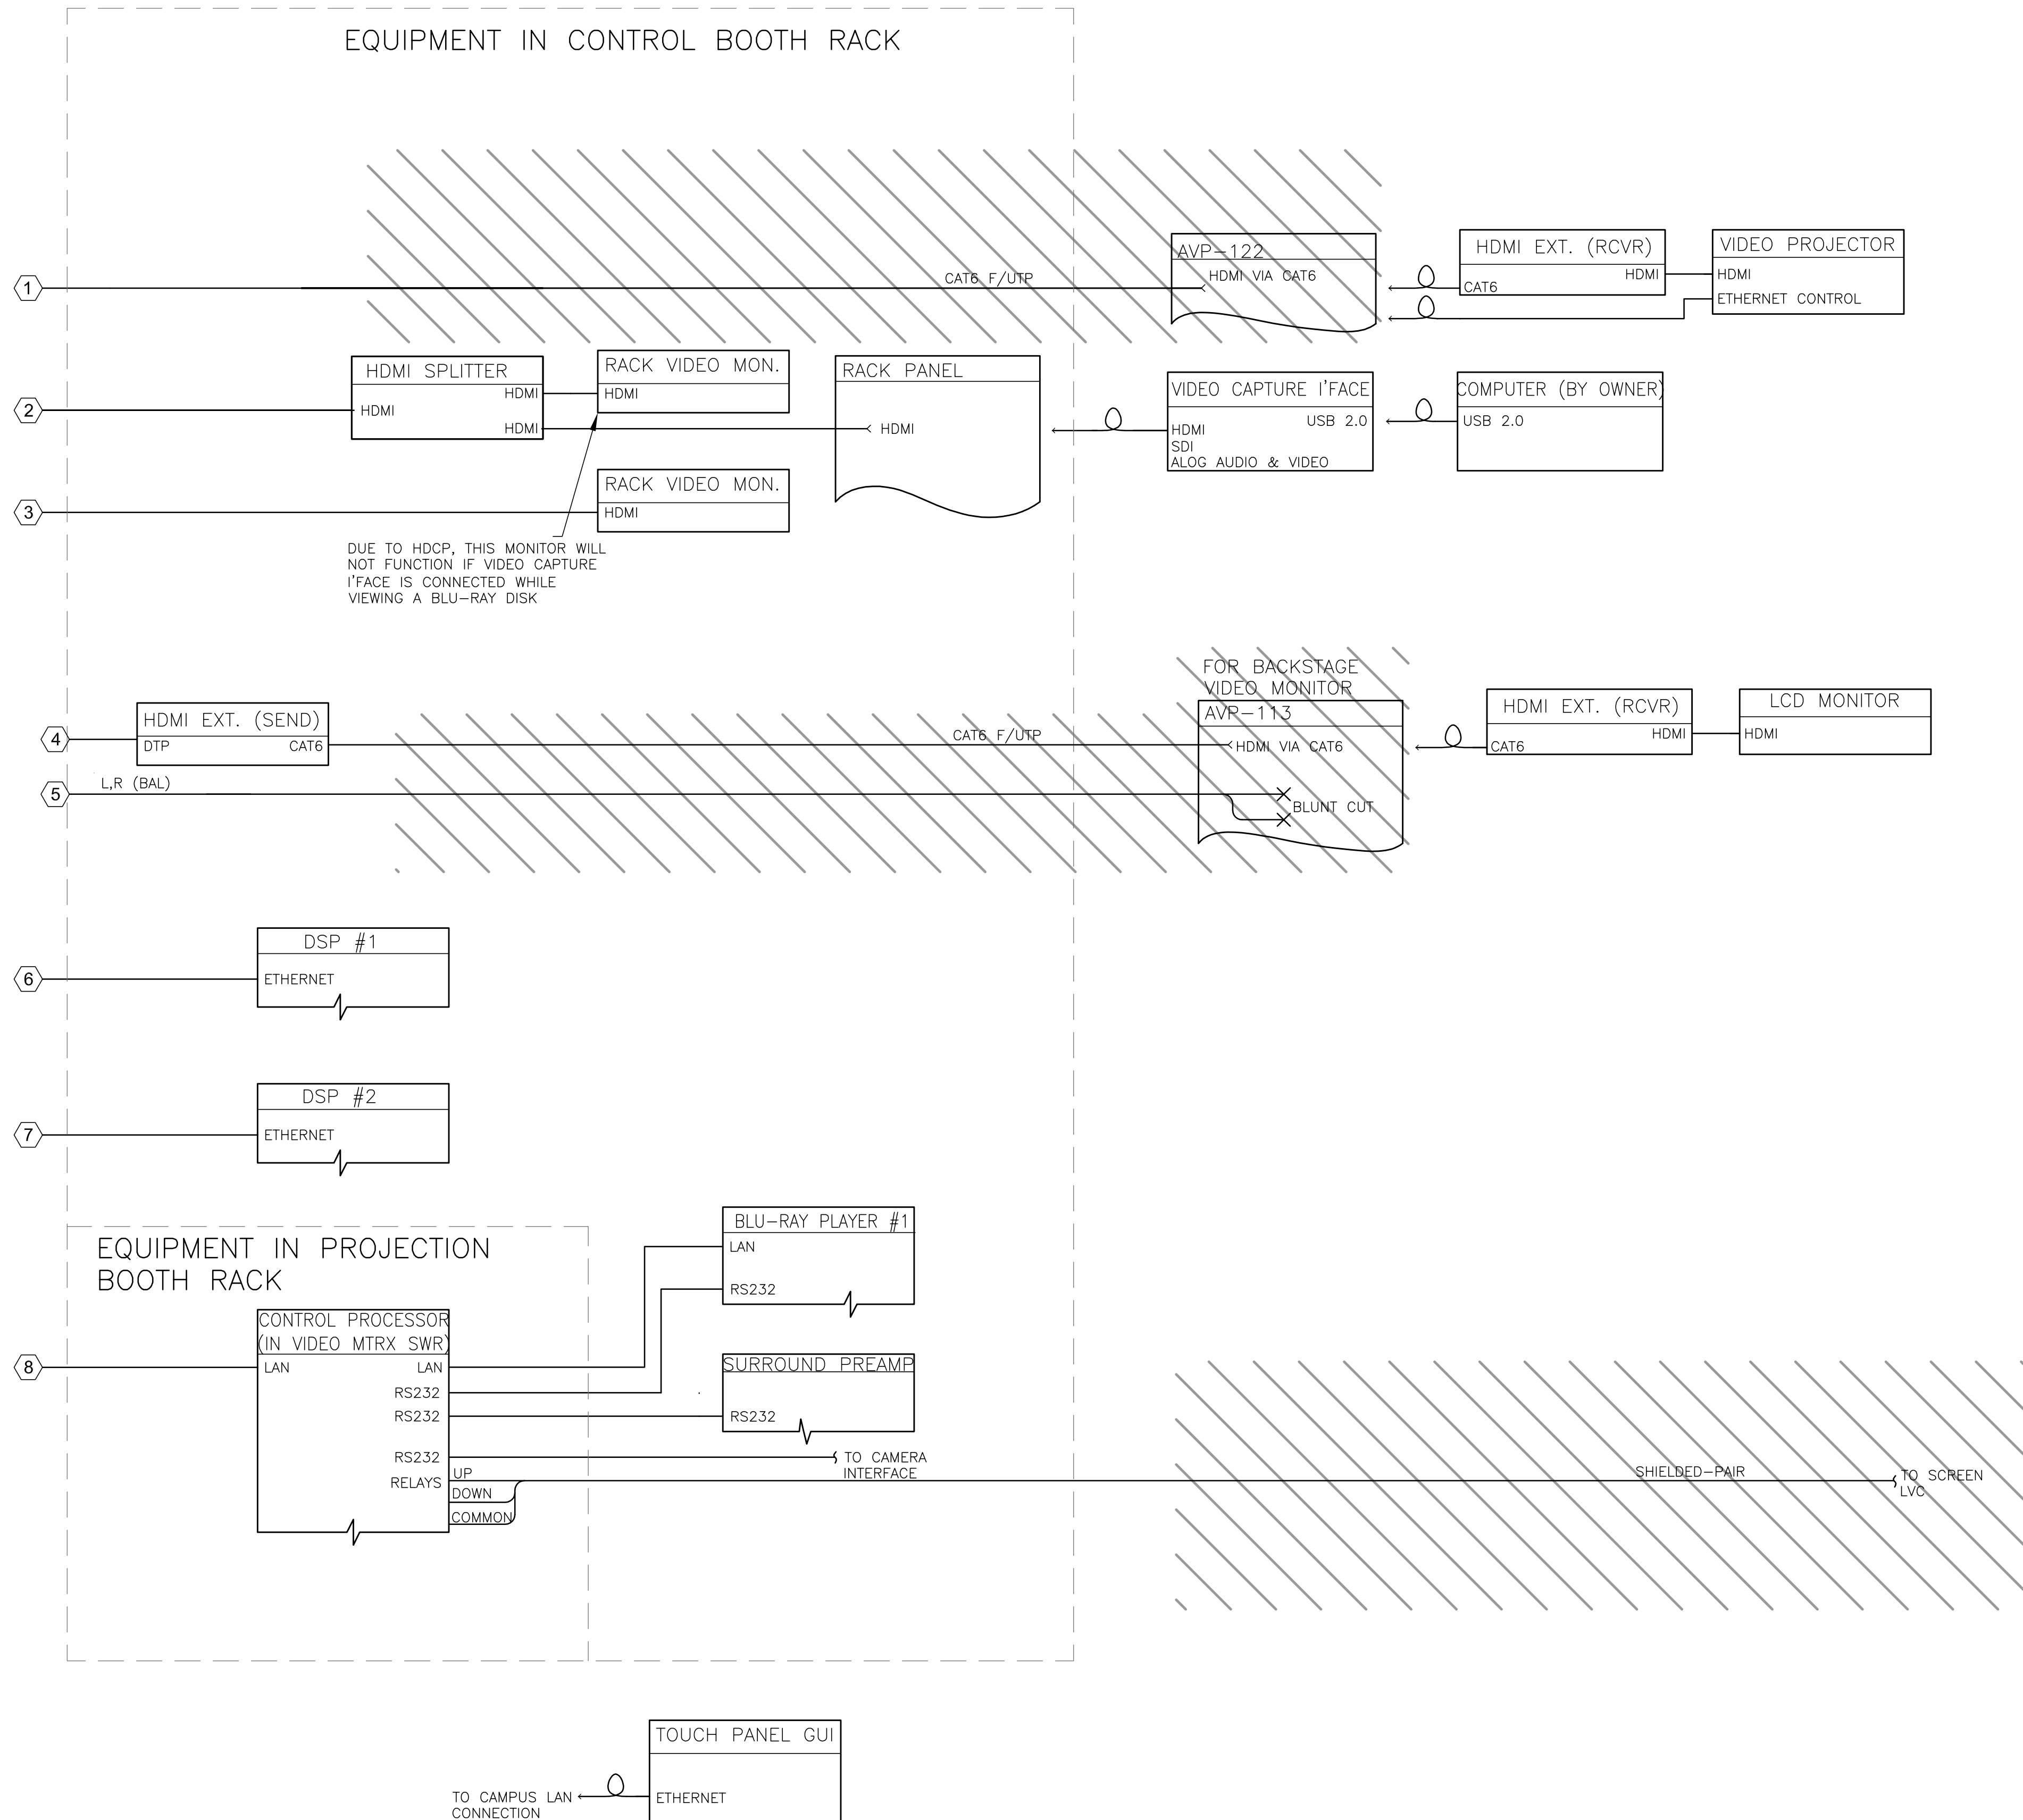 EQUIPMENT IN CONTROL BOOTH RACK
1
CAT6 F/UTP
AVP-122
HDMI VIA CAT6
HDMI EXT. (RCVR)
HDMI
CAT6
VIDEO PROJECTOR
HDMI
ETHERNET CONTROL
2
HDMI SPLITTER
HDMI
HDMI
HDMI
RACK VIDEO MON.
HDMI
RACK PANEL
HDMI
VIDEO CAPTURE I'FACE
USB 2.0
HDMI
SDI
ALOG AUDIO & VIDEO
COMPUTER (BY OWNER)
USB 2.0
3
RACK VIDEO MON.
HDMI
DUE TO HDCP, THIS MONITOR WILL
NOT FUNCTION IF VIDEO CAPTURE
I'FACE IS CONNECTED WHILE
VIEWING A BLU-RAY DISK
4
HDMI EXT. (SEND)
DTP CAT6
CAT6 F/UTP
FOR BACKSTAGE
VIDEO MONITOR
AVP-113
HDMI VIA CAT6
BLUNT CUT
HDMI EXT. (RCVR)
HDMI
CAT6
LCD MONITOR
HDMI
5
L,R (BAL)
6
DSP #1
ETHERNET
7
DSP #2
ETHERNET
EQUIPMENT IN PROJECTION
BOOTH RACK
8
CONTROL PROCESSOR
(IN VIDEO MTRX SWR)
LAN LAN
RS232
RS232
RS232
RELAYS
UP
DOWN
COMMON
BLU-RAY PLAYER #1
LAN
RS232
SURROUND PREAMP
RS232
TO CAMERA
INTERFACE
SHIELDED-PAIR
TO SCREEN
LVC
TOUCH PANEL GUI
ETHERNET
TO CAMPUS LAN
CONNECTION